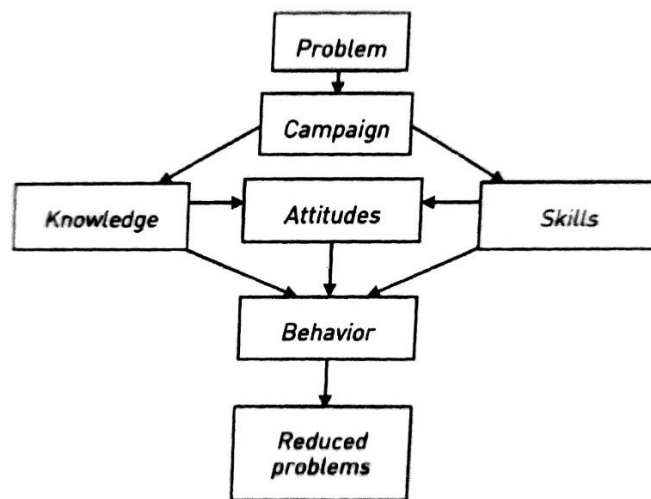 Problem
Campaign
Knowledge
Attitudes
Skills
Behavior
Reduced
problems